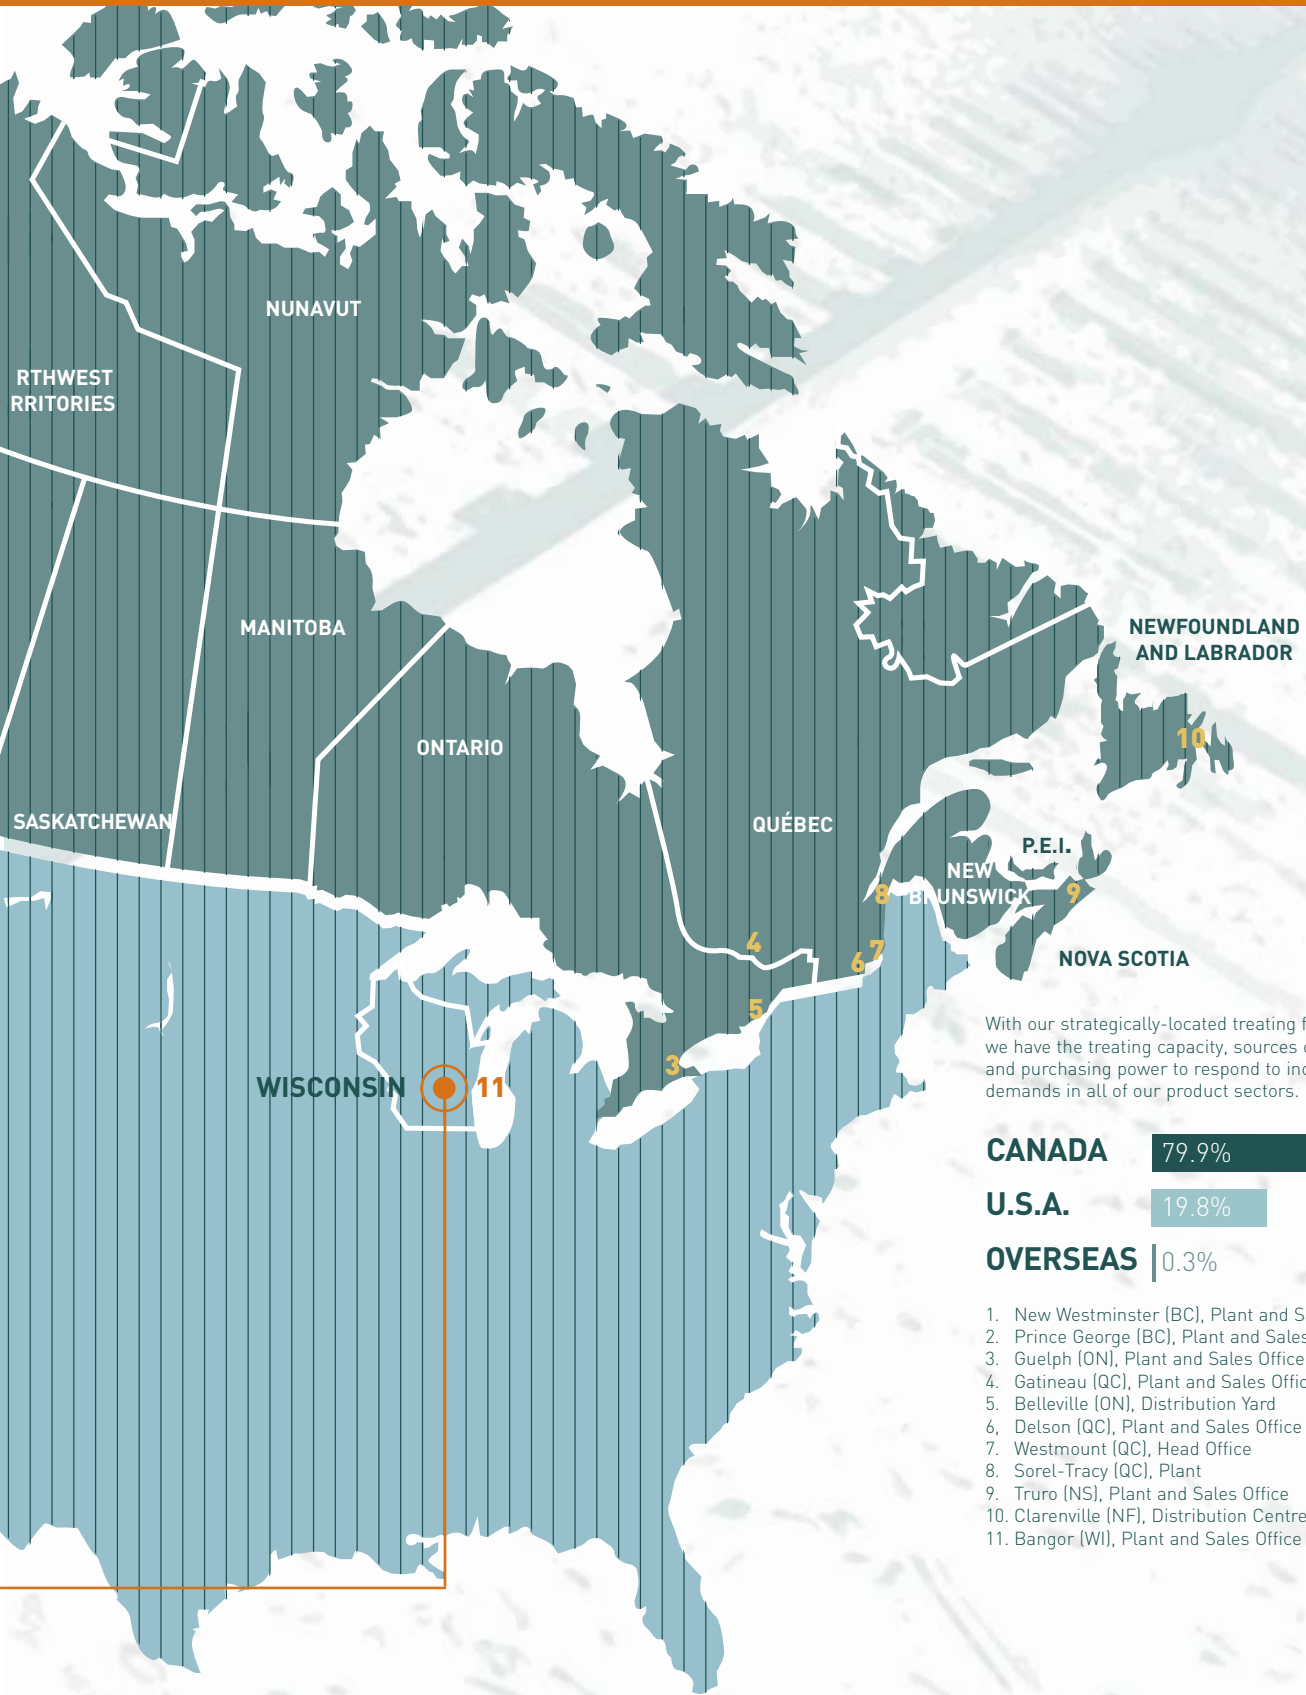 NUNAVUT
RTHWEST
RRITORIES
MANITOBA
NEWFOUNDLAND
AND LABRADOR
ONTARIO
10
SASKATCHEWAN
QUÉBEC
P.E.I.
NEW
BRUNSWICK
8
9
4
7
6
NOVA SCOTIA
5
3
WISCONSIN
11
With our strategically-located treating f
we have the treating capacity, sources o
and purchasing power to respond to inc
demands in all of our product sectors.
CANADA 79.9%
U.S.A. 19.8%
OVERSEAS 0.3%
1. New Westminster (BC), Plant and S
2. Prince George (BC), Plant and Sales
3. Guelph (ON), Plant and Sales Office
4. Gatineau (QC), Plant and Sales Offic
5. Belleville (ON), Distribution Yard
6, Delson (QC), Plant and Sales Office
7. Westmount (QC), Head Office
8. Sorel-Tracy (QC), Plant
9. Truro (NS), Plant and Sales Office
10. Clarenville (NF), Distribution Centre
11. Bangor (WI), Plant and Sales Office